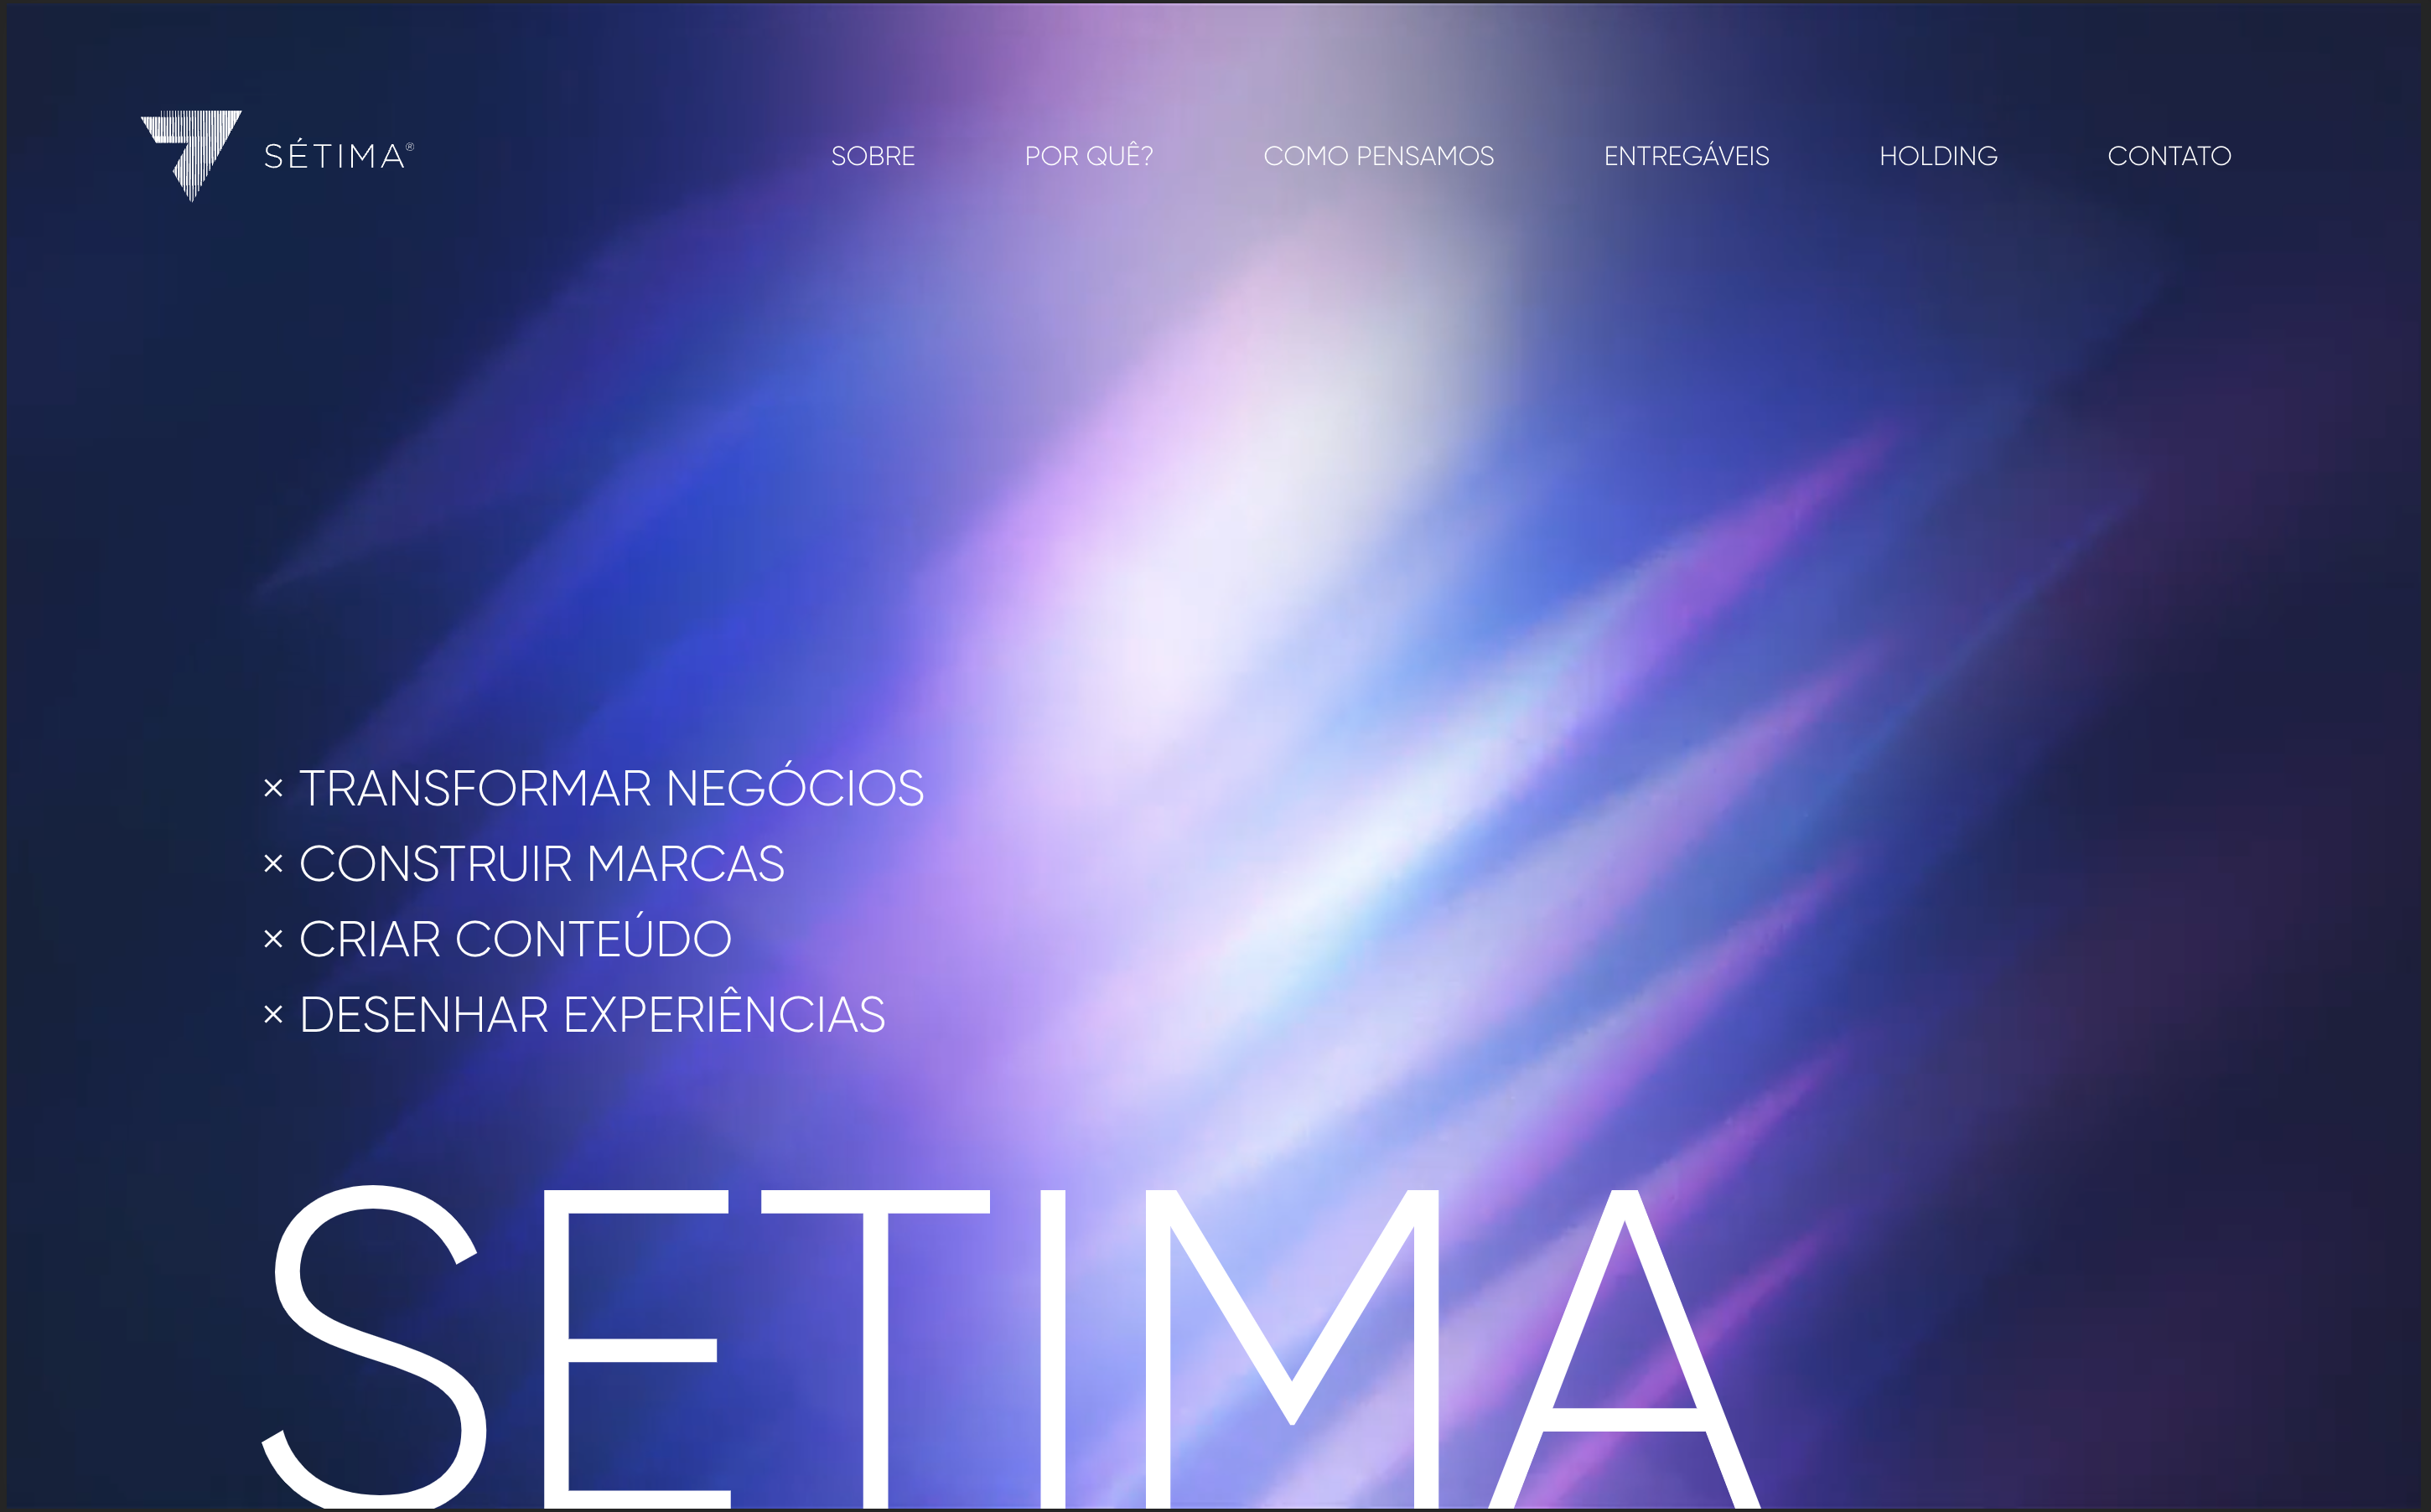 SÉTIMA®
SOBRE POR QUÊ? COMO PENSAMOS ENTREGÁVEIS HOLDING CONTATO
× TRANSFORMAR NEGÓCIOS
× CONSTRUIR MARCAS
× CRIAR CONTEÚDO
× DESENHAR EXPERIÊNCIAS
SETIMA